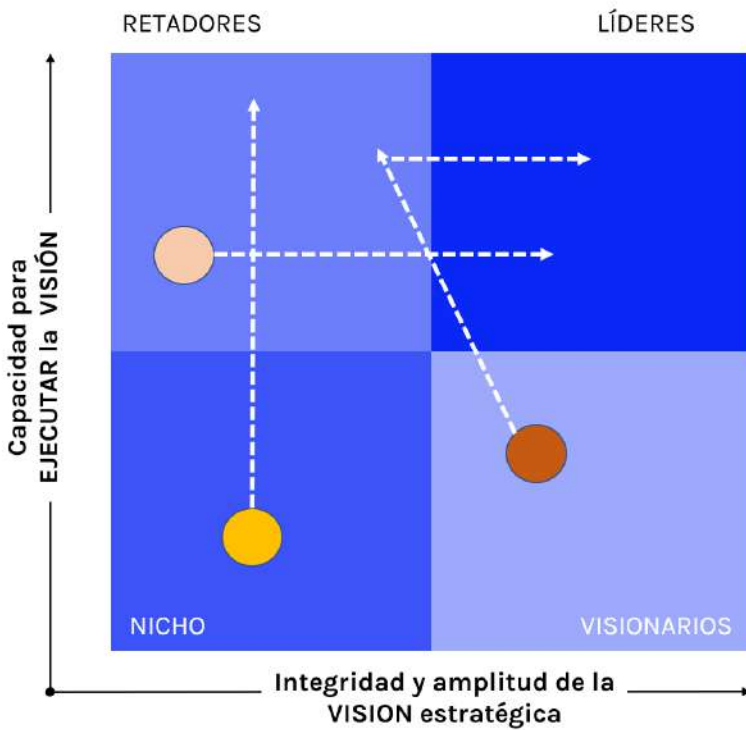 RETADORES
LÍDERES
Capacidad para
EJECUTAR la VISIÓN
NICHO
VISIONARIOS
Integridad y amplitud de la
VISION estratégica